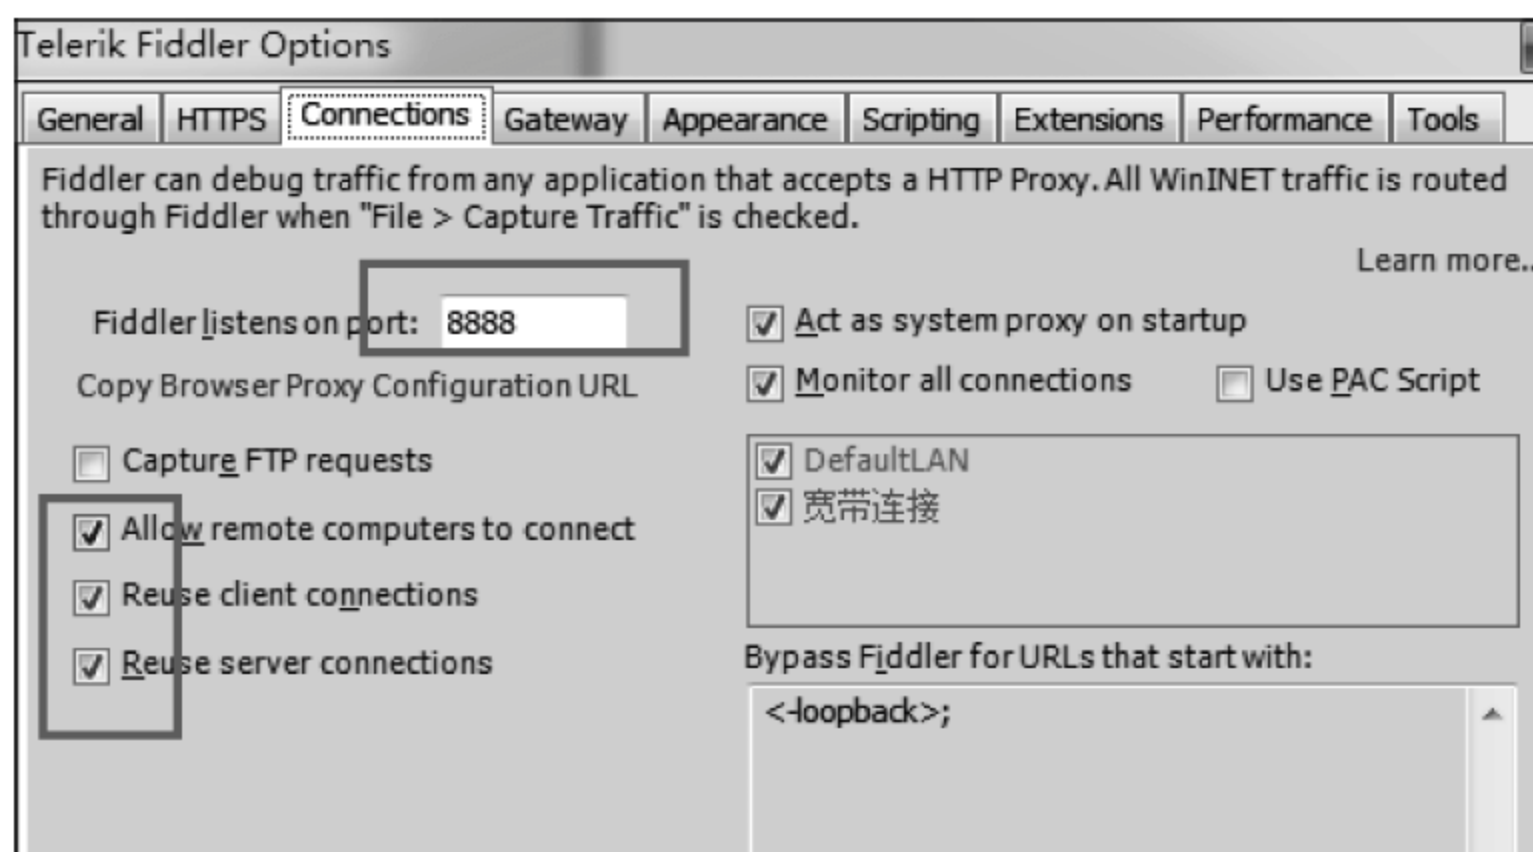 Telerik Fiddler Options
General HTTPS Connections Gateway Appearance Scripting Extensions Performance Tools
Fiddler can debug traffic from any application that accepts a HTTP Proxy. All WinINET traffic is routed
through Fiddler when "File > Capture Traffic" is checked.
Learn more..
Fiddler listens on port: 8888
Copy Browser Proxy Configuration URL
Capture FTP requests
Allow remote computers to connect
Reuse client connections
Reuse server connections
Act as system proxy on startup
Monitor all connections Use PAC Script
DefaultLAN
宽带连接
Bypass Fiddler for URLs that start with:
<-loopback>;